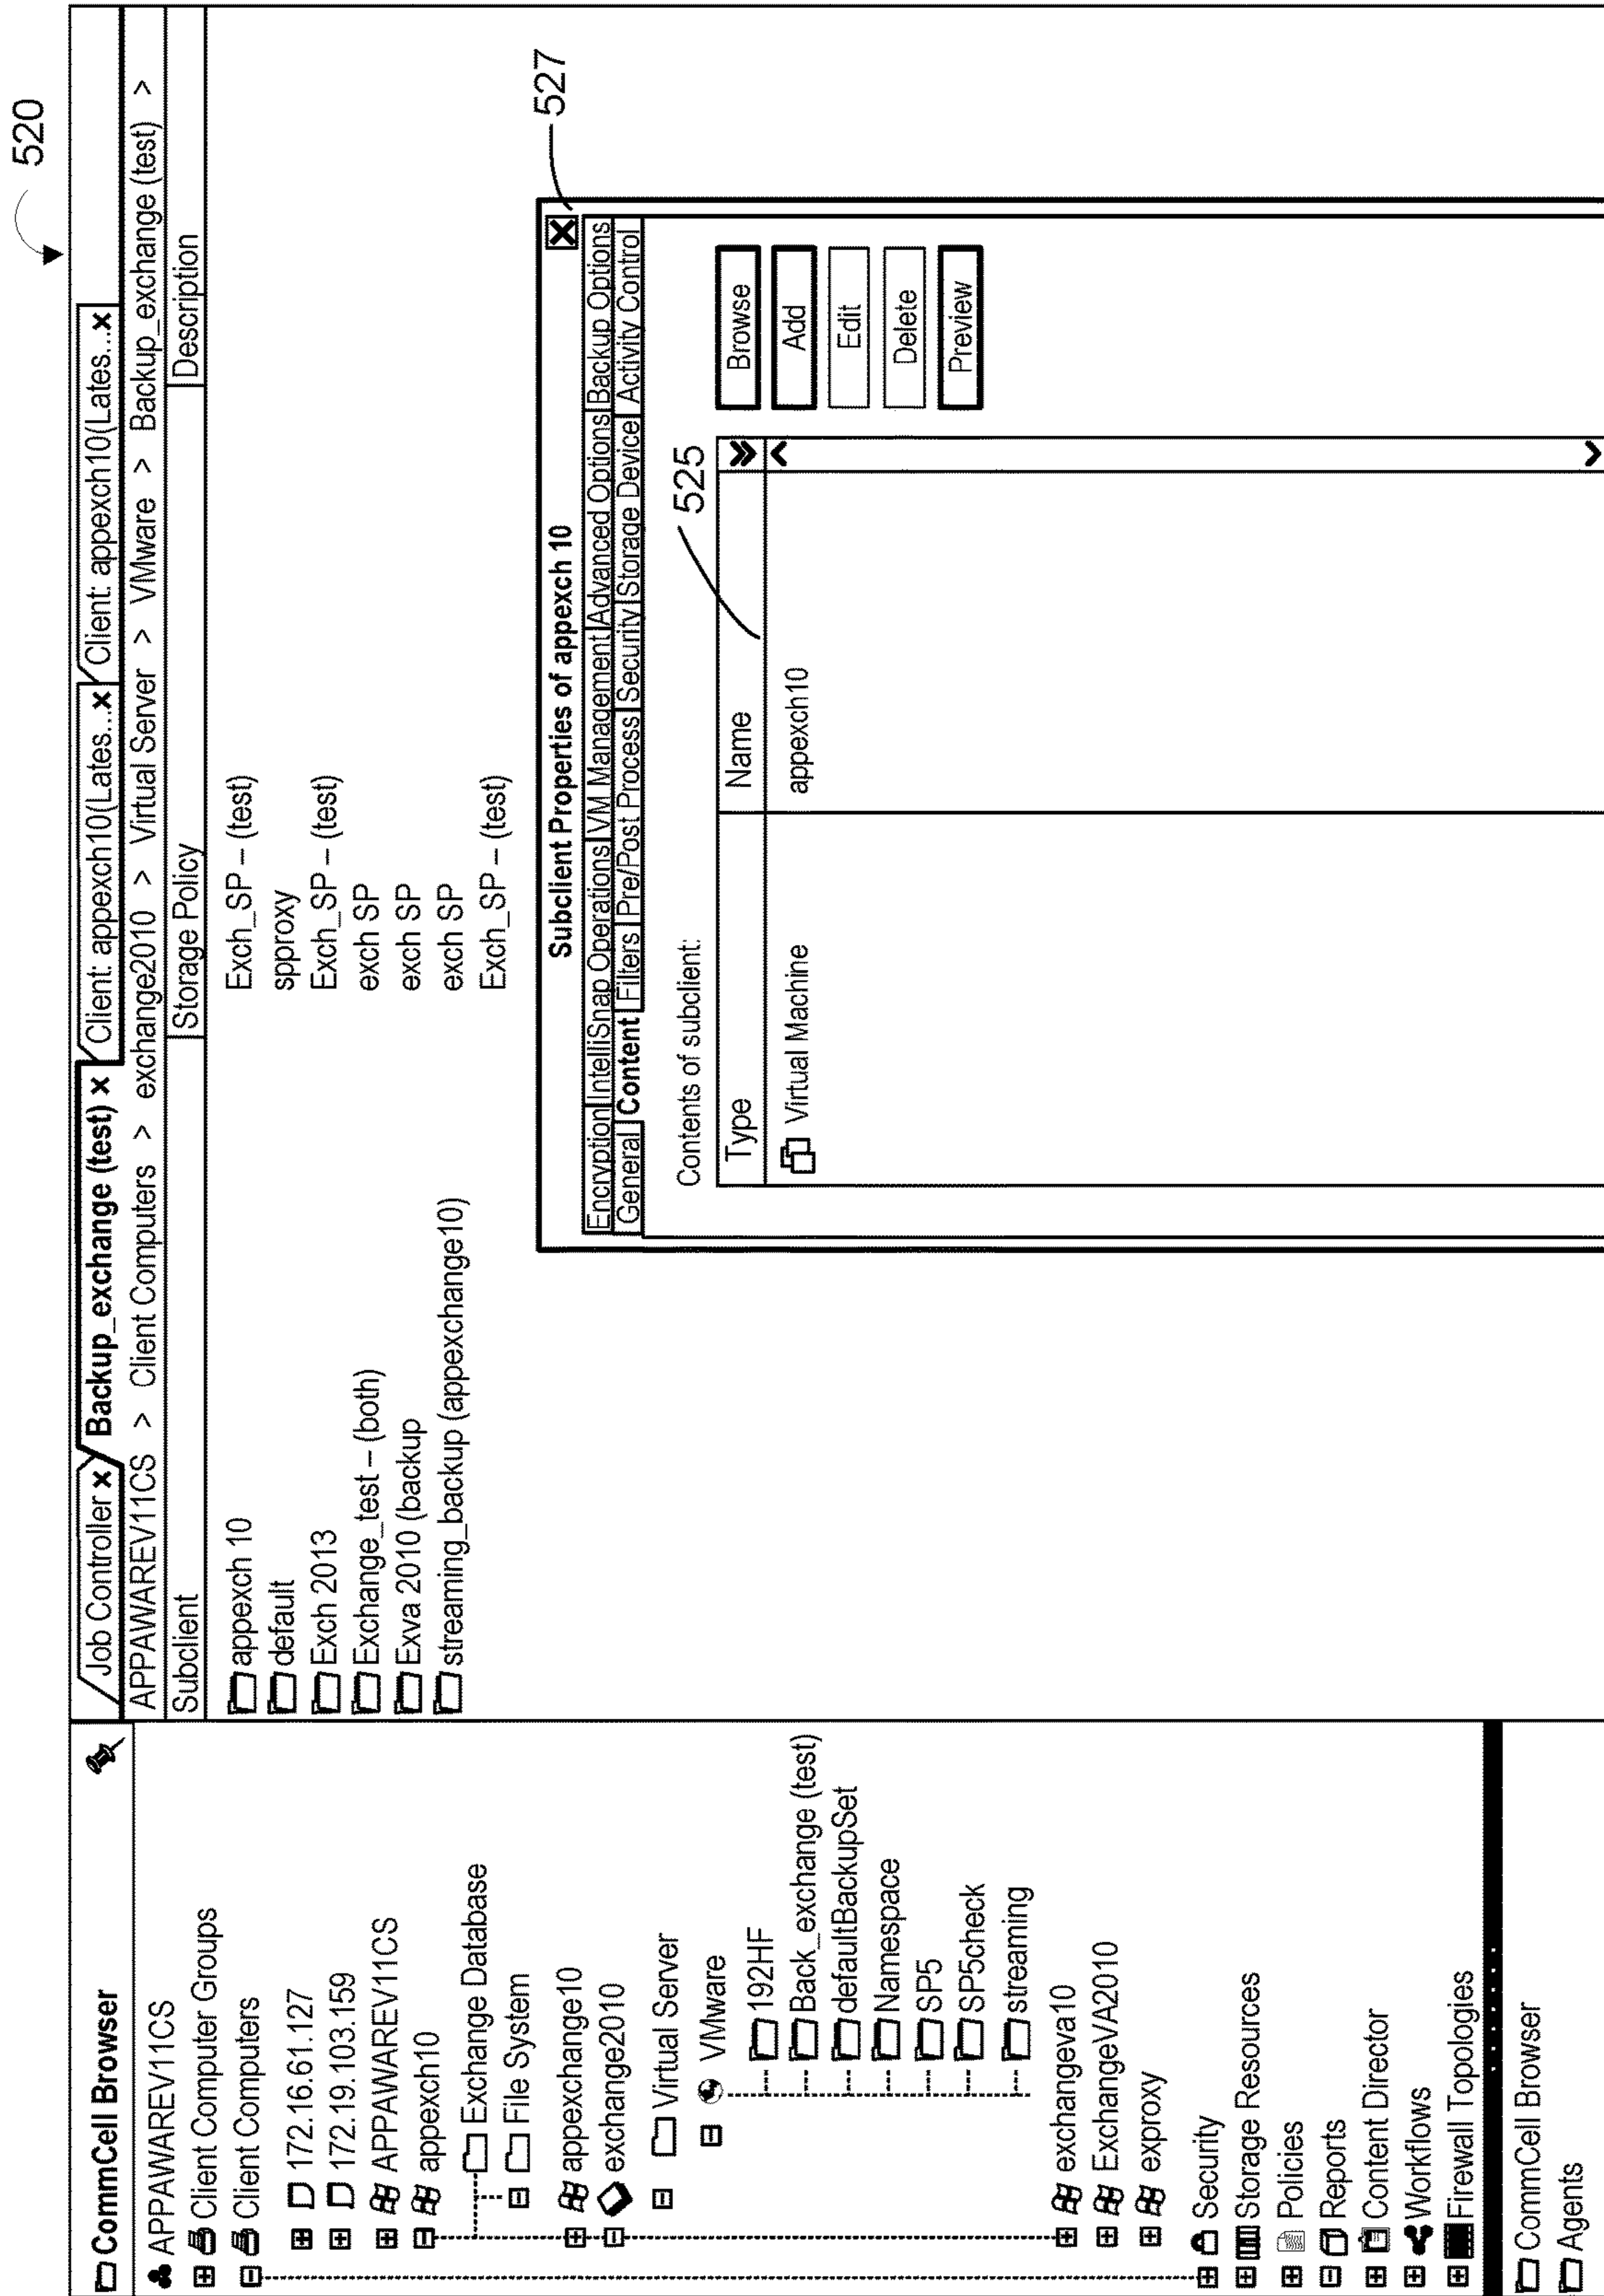 520
CommCell Browser
APPAWAREV11CS
Client Computer Groups
Client Computers
172.16.61.127
172.19.103.159
APPAWAREV11CS
appexch10
Exchange Database
File System
appexchange10
exchange2010
Virtual Server
VMware
192HF
Back_exchange (test)
defaultBackupSet
Namespace
SP5
SP5check
streaming
exchangeva10
ExchangeVA2010
exproxy
Security
Storage Resources
Policies
Reports
Content Director
Workflows
Firewall Topologies
CommCell Browser
Agents
Job Controller x Backup_exchange (test) x Client: appexch10(Lates...x Client: appexch10(Lates...x
APPAWAREV11CS > Client Computers > exchange2010 > Virtual Server > VMware > Backup_exchange (test) >
Subclient Storage Policy Description
appexch 10 Exch_SP – (test)
default spproxy
Exch 2013 Exch_SP – (test)
Exchange_test – (both) exch SP
Exva 2010 (backup exch SP
streaming_backup (appexchange10) exch SP
Exch_SP – (test)
527
Subclient Properties of appexch 10 X
Encryption IntelliSnap Operations VM Management Advanced Options Backup Options
General Content Filters Pre/Post Process Security Storage Device Activity Control
Contents of subclient:
525
Type Name
Virtual Machine appexch10
Browse
Add
Edit
Delete
Preview